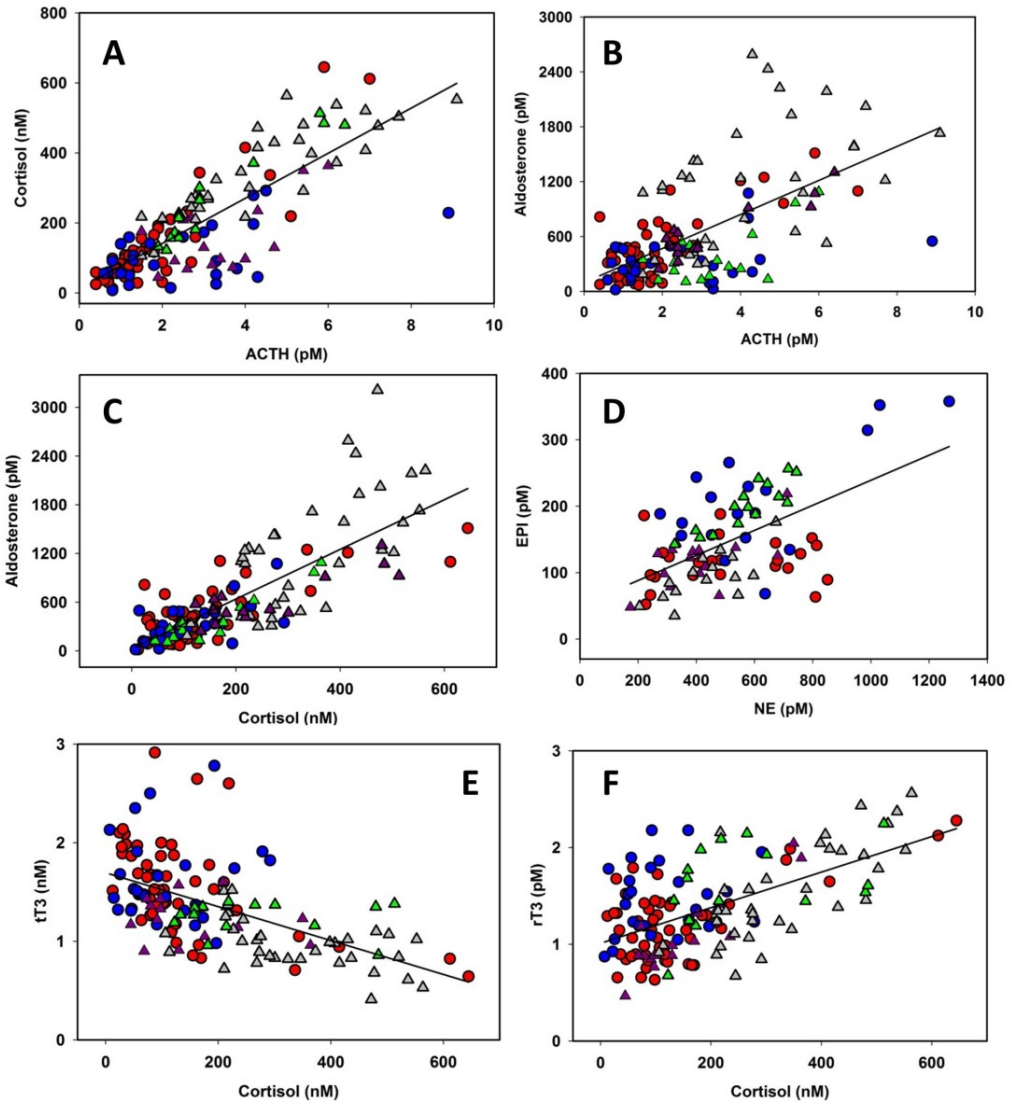 A
Cortisol (nM)
800
600
400
200
0
0 2 4 6 8 10
ACTH (pM)
B
Aldosterone (pM)
3000
2400
1800
1200
600
0
0 2 4 6 8 10
ACTH (pM)
C
Aldosterone (pM)
3000
2400
1800
1200
600
0
0 200 400 600
Cortisol (nM)
D
EPI (pM)
400
300
200
100
0
0 200 400 600 800 1000 1200 1400
NE (pM)
E
tT3 (nM)
3
2
1
0
0 200 400 600
Cortisol (nM)
F
rT3 (pM)
3
2
1
0
0 200 400 600
Cortisol (nM)